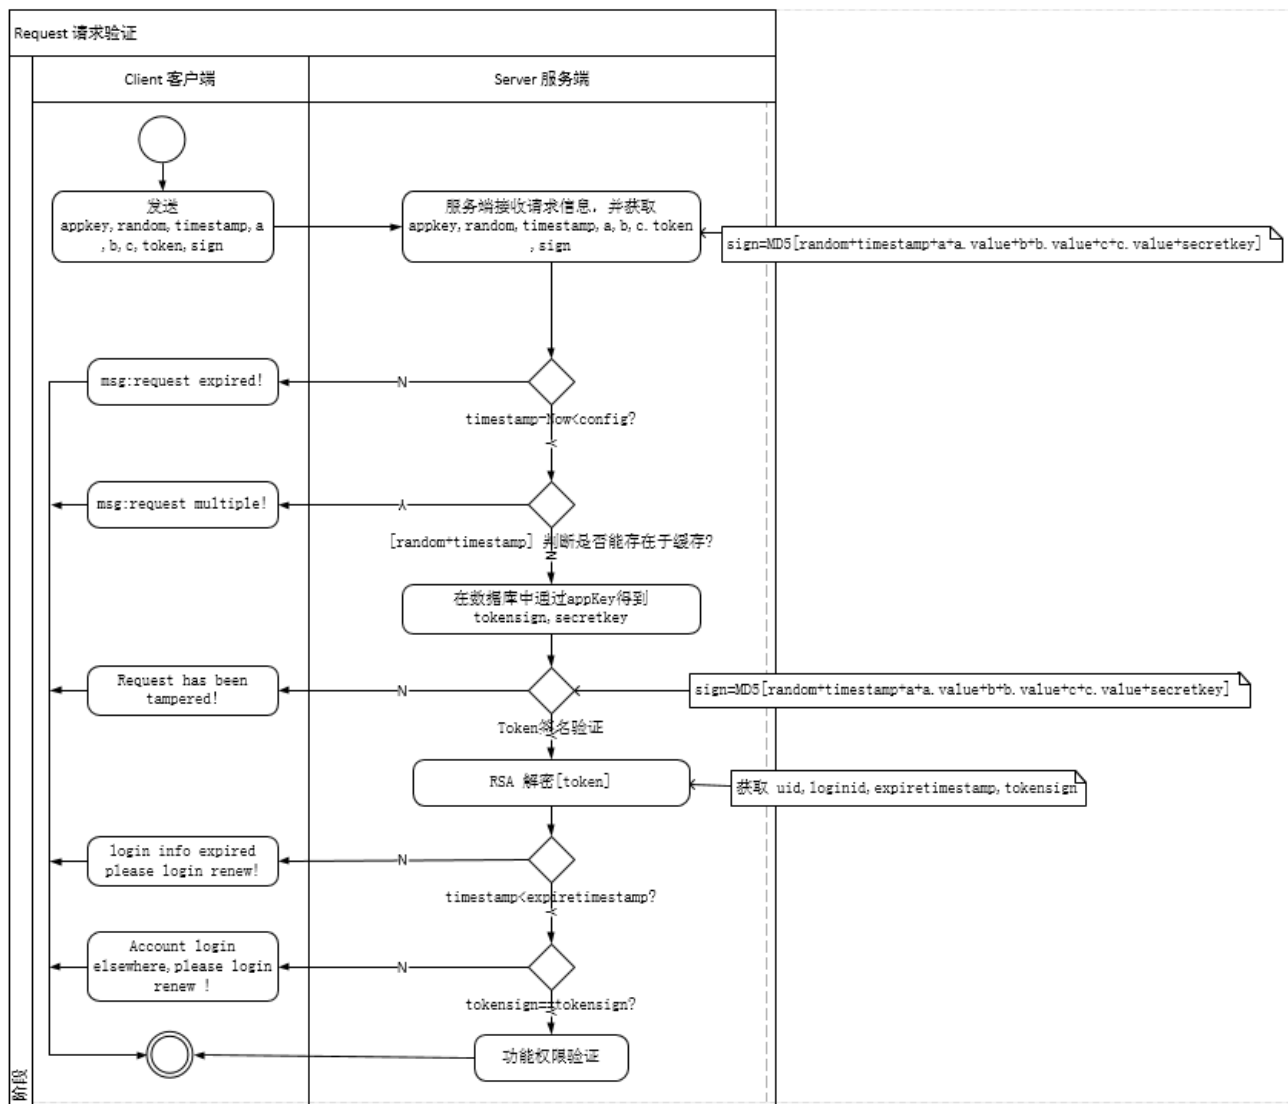 Request 请求验证
Client 客户端
Server 服务端
发送
appkey,random,timestamp,a
,b,c,token,sign
服务端接收请求信息，并获取
appkey,random,timestamp,a,b,c.token
,sign
sign=MD5[random+timestamp+a+a.value+b+b.value+c+c.value+secretkey]
msg:request expired!
N
timestamp-Now<config?
Y
msg:request multiple!
Y
[random+timestamp] 判断是否能存在于缓存?
N
在数据库中通过appKey得到
tokensign,secretkey
Request has been
tampered!
N
sign=MD5[random+timestamp+a+a.value+b+b.value+c+c.value+secretkey]
Token签名验证
Y
RSA 解密[token]
获取 uid,loginid,expiretimestamp,tokensign
login info expired
please login renew!
N
timestamp<expiretimestamp?
Y
Account login
elsewhere,please login
renew !
N
tokensign==tokensign?
Y
功能权限验证
阶段